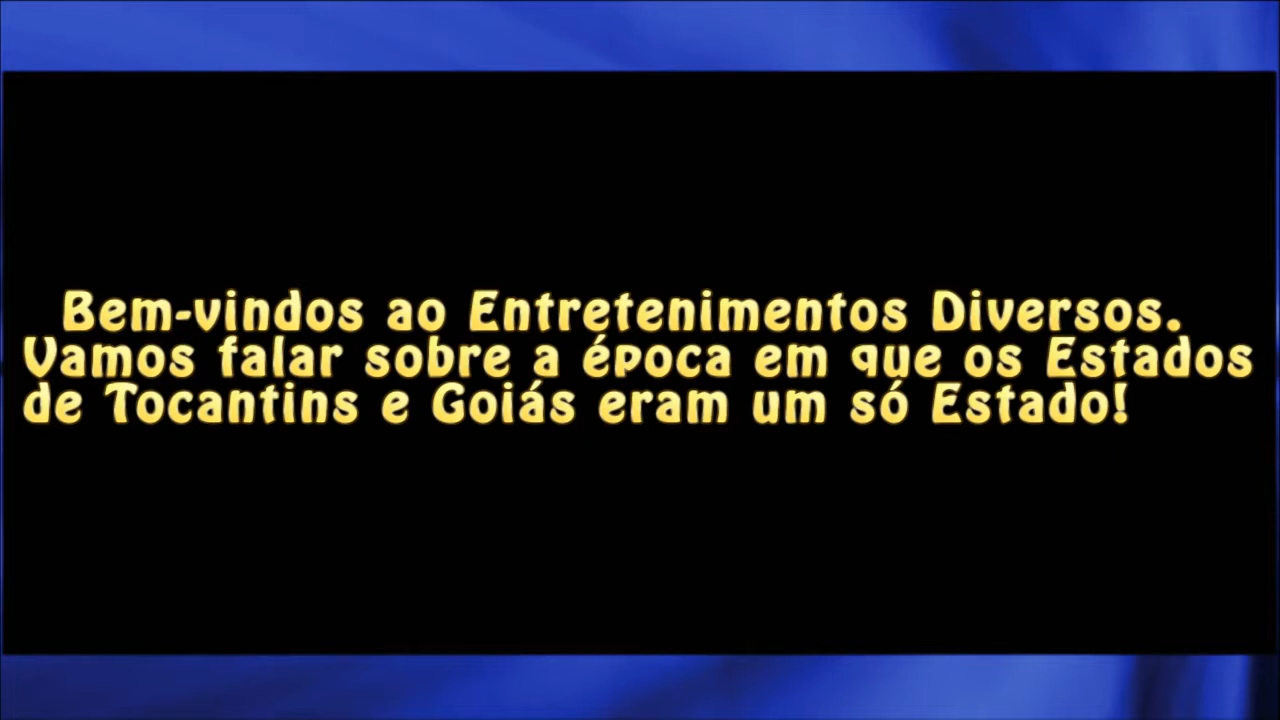 Bem-vindos ao Entretenimentos Diversos.
Vamos falar sobre a época em que os Estados
de Tocantins e Goiás eram um só Estado!